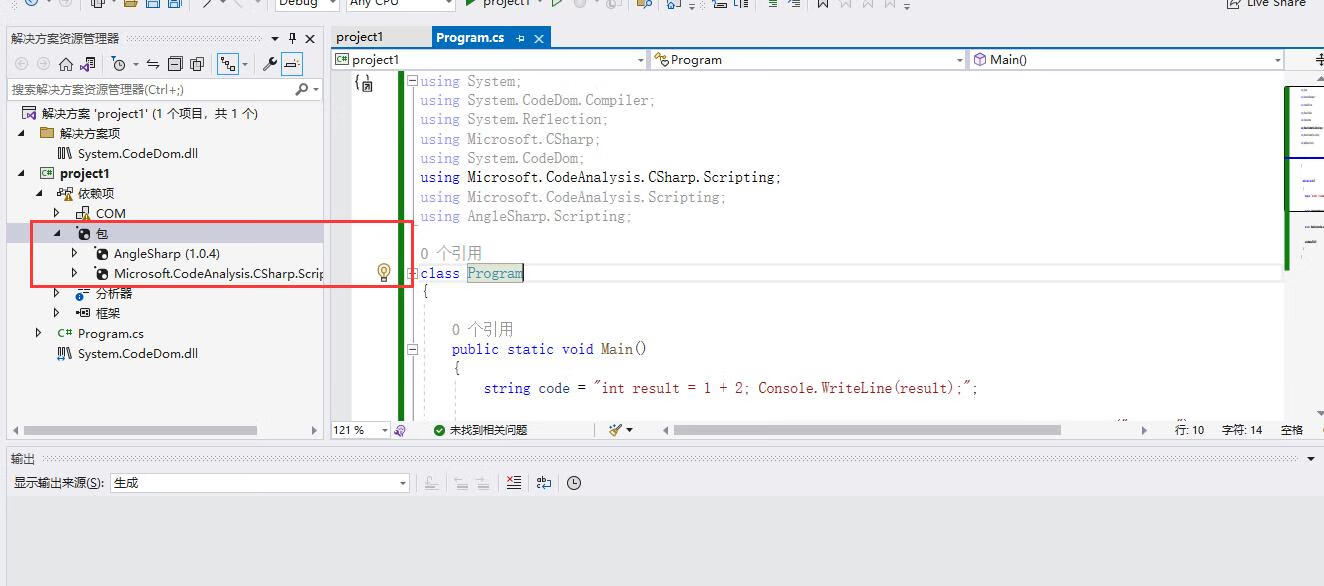 Debug
Any CPU
project1
Live Share
解决方案资源管理器
搜索解决方案资源管理器(Ctrl+;)
解决方案 'project1' (1 个项目，共 1 个)
解决方案项
System.CodeDom.dll
project1
依赖项
COM
包
AngleSharp (1.0.4)
Microsoft.CodeAnalysis.CSharp.Scrip
分析器
框架
C# Program.cs
System.CodeDom.dll
project1
Program.cs
C# project1
Program
Main()
using System;
using System.CodeDom.Compiler;
using System.Reflection;
using Microsoft.CSharp;
using System.CodeDom;
using Microsoft.CodeAnalysis.CSharp.Scripting;
using Microsoft.CodeAnalysis.Scripting;
using AngleSharp.Scripting;
0 个引用
class Program
{
0 个引用
public static void Main()
{
string code = "int result = 1 + 2; Console.WriteLine(result);";
121 %
未找到相关问题
行: 10
字符: 14
空格
输出
显示输出来源(S):
生成